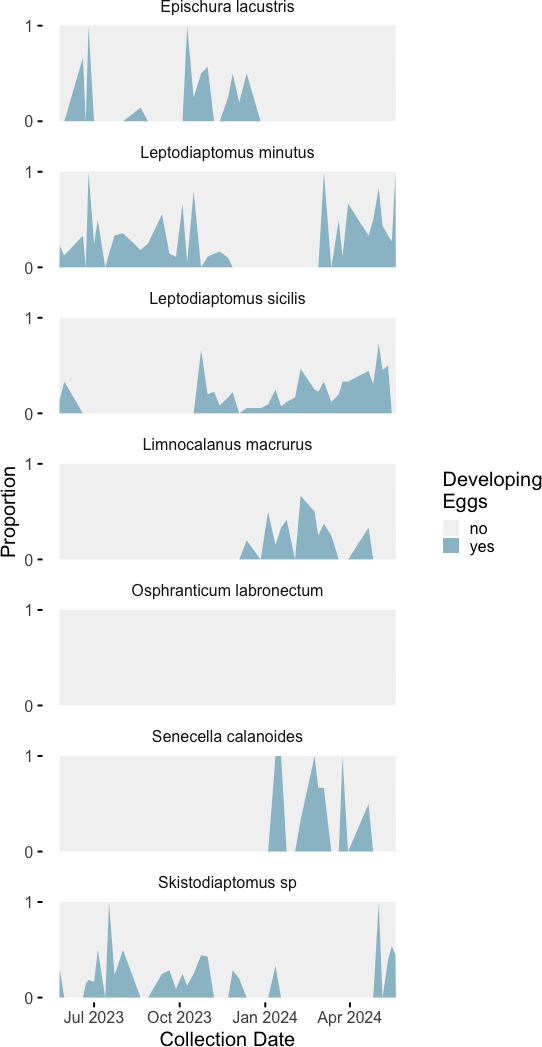 Epischura lacustris
1
0
Leptodiaptomus minutus
1
0
Leptodiaptomus sicilis
1
0
Limnocalanus macrurus
1
0
Osphranticum labronectum
1
0
Senecella calanoides
1
0
Skistodiaptomus sp
1
0
Jul 2023 Oct 2023 Jan 2024 Apr 2024
Collection Date
Proportion
Developing
Eggs
no
yes